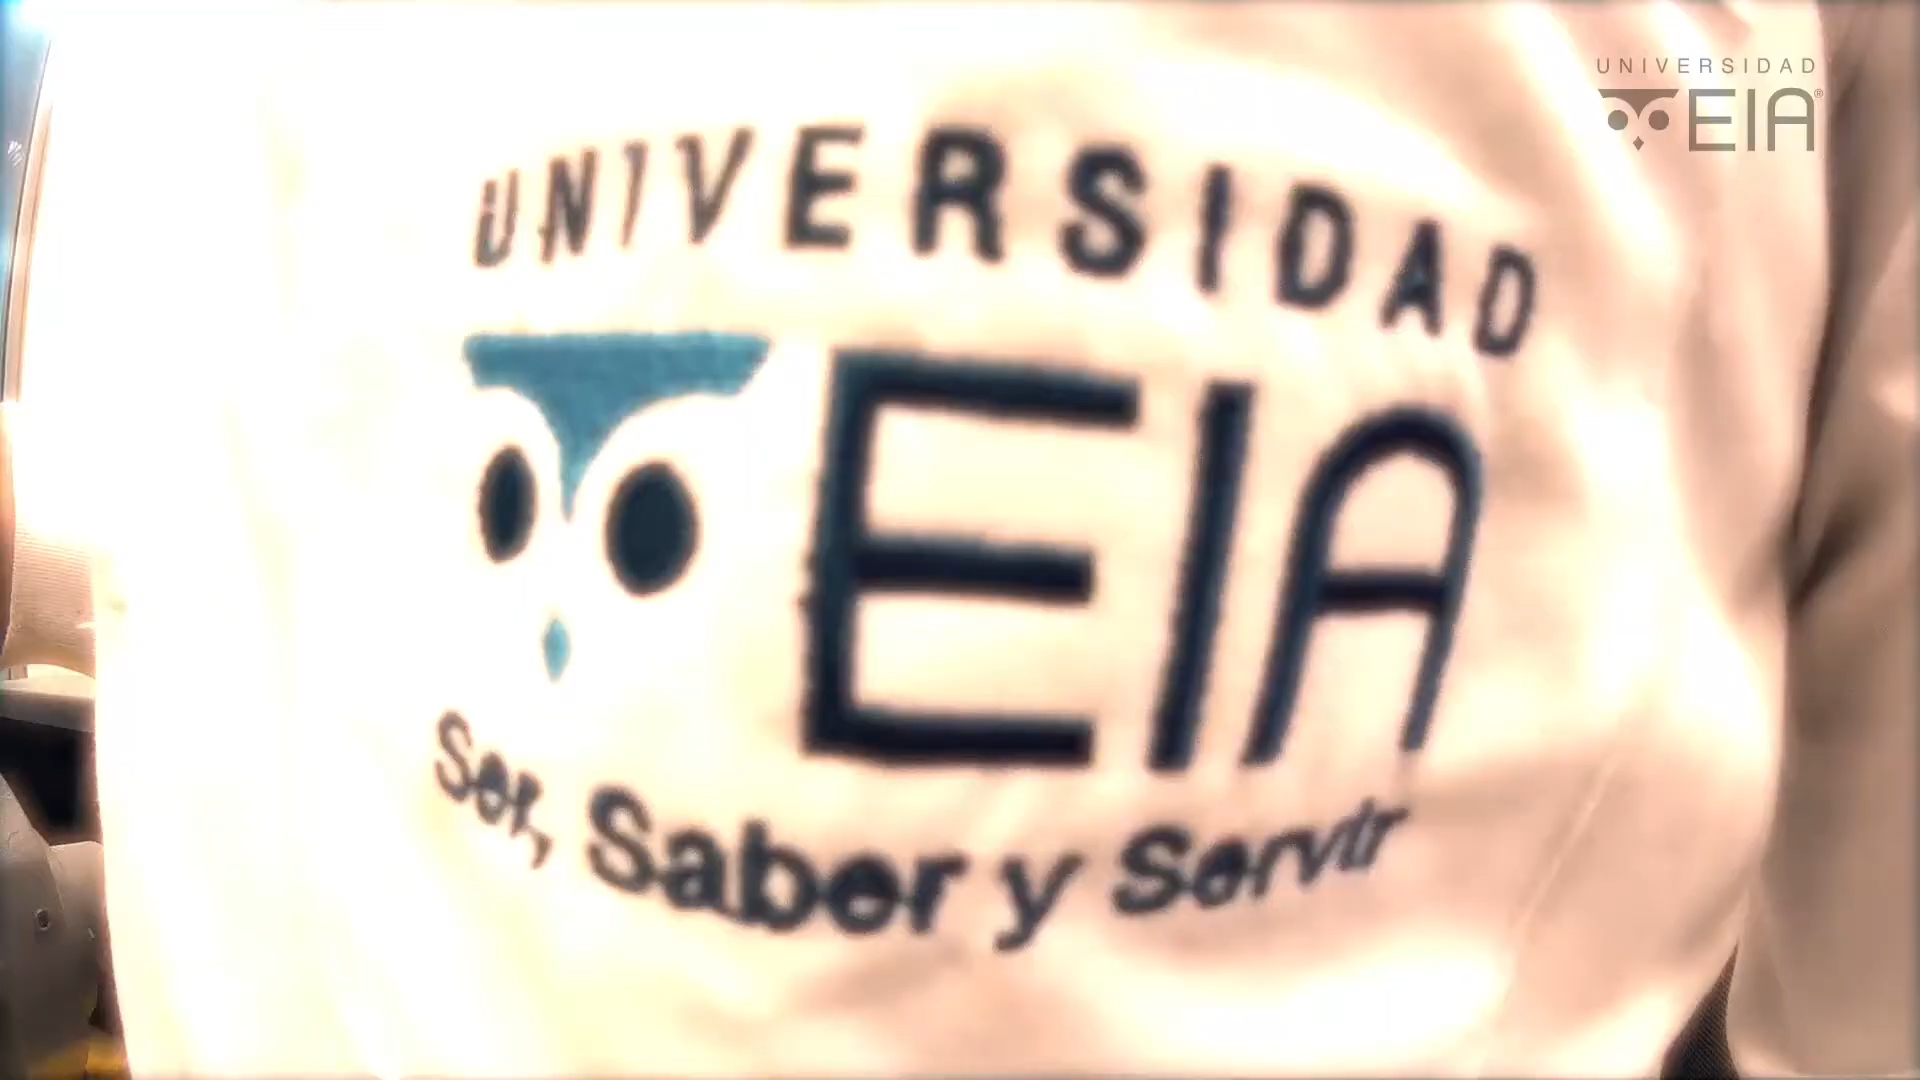 UNIVERSIDAD
EIA®
UNIVERSIDAD
EIA
Ser, Saber y Servir